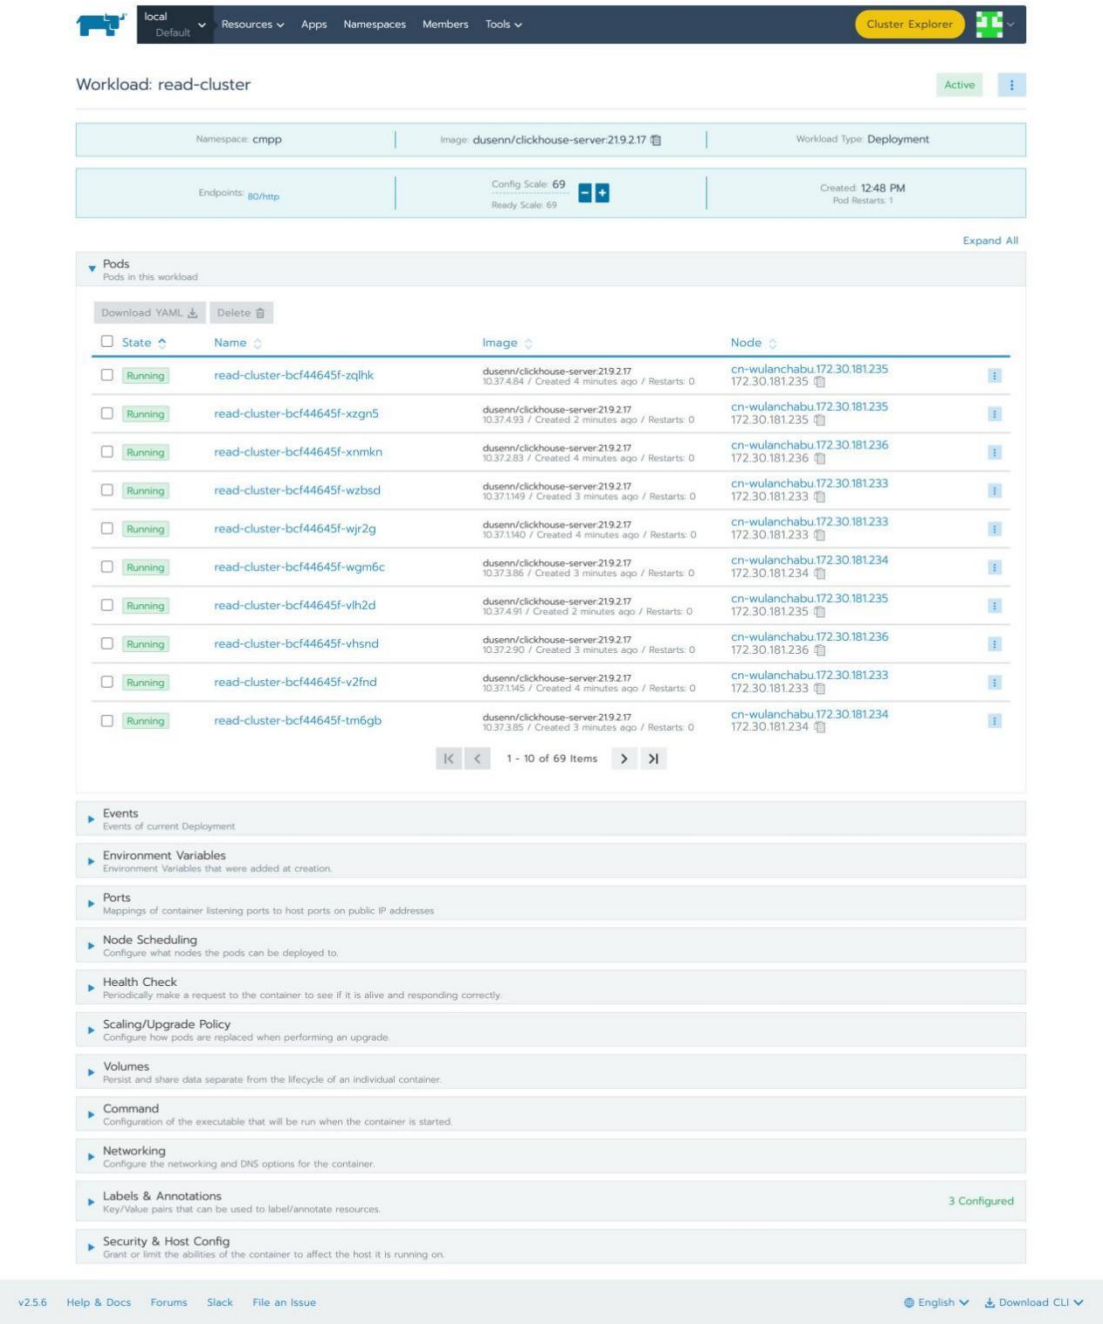 local
Default
Resources Apps Namespaces Members Tools
Cluster Explorer
Workload: read-cluster
Active
Namespace: cmpp
Image: dusenn/clickhouse-server:21.9.2.17
Workload Type: Deployment
Endpoints: 80/http
Config Scale: 69
Ready Scale: 69
Created: 12:48 PM
Pod Restarts: 1
Expand All
Pods
Pods in this workload
Download YAML Delete
State Name Image Node
Running read-cluster-bcf44645f-zqlhk dusenn/clickhouse-server:21.9.2.17 cn-wulanchabu.172.30.181.235
10.37.4.84 / Created 4 minutes ago / Restarts: 0 172.30.181.235
Running read-cluster-bcf44645f-xzgn5 dusenn/clickhouse-server:21.9.2.17 cn-wulanchabu.172.30.181.235
10.37.4.93 / Created 2 minutes ago / Restarts: 0 172.30.181.235
Running read-cluster-bcf44645f-xnmkn dusenn/clickhouse-server:21.9.2.17 cn-wulanchabu.172.30.181.236
10.37.2.83 / Created 4 minutes ago / Restarts: 0 172.30.181.236
Running read-cluster-bcf44645f-wzbsd dusenn/clickhouse-server:21.9.2.17 cn-wulanchabu.172.30.181.233
10.37.1.149 / Created 3 minutes ago / Restarts: 0 172.30.181.233
Running read-cluster-bcf44645f-wjr2g dusenn/clickhouse-server:21.9.2.17 cn-wulanchabu.172.30.181.233
10.37.1.140 / Created 4 minutes ago / Restarts: 0 172.30.181.233
Running read-cluster-bcf44645f-wgm6c dusenn/clickhouse-server:21.9.2.17 cn-wulanchabu.172.30.181.234
10.37.3.86 / Created 3 minutes ago / Restarts: 0 172.30.181.234
Running read-cluster-bcf44645f-vlh2d dusenn/clickhouse-server:21.9.2.17 cn-wulanchabu.172.30.181.235
10.37.4.91 / Created 2 minutes ago / Restarts: 0 172.30.181.235
Running read-cluster-bcf44645f-vhsnd dusenn/clickhouse-server:21.9.2.17 cn-wulanchabu.172.30.181.236
10.37.2.90 / Created 3 minutes ago / Restarts: 0 172.30.181.236
Running read-cluster-bcf44645f-v2fnd dusenn/clickhouse-server:21.9.2.17 cn-wulanchabu.172.30.181.233
10.37.1.145 / Created 4 minutes ago / Restarts: 0 172.30.181.233
Running read-cluster-bcf44645f-tm6gb dusenn/clickhouse-server:21.9.2.17 cn-wulanchabu.172.30.181.234
10.37.3.85 / Created 3 minutes ago / Restarts: 0 172.30.181.234
1 - 10 of 69 Items
Events
Events of current Deployment
Environment Variables
Environment Variables that were added at creation.
Ports
Mappings of container listening ports to host ports on public IP addresses
Node Scheduling
Configure what nodes the pods can be deployed to.
Health Check
Periodically make a request to the container to see if it is alive and responding correctly.
Scaling/Upgrade Policy
Configure how pods are replaced when performing an upgrade.
Volumes
Persist and share data separate from the lifecycle of an individual container.
Command
Configuration of the executable that will be run when the container is started.
Networking
Configure the networking and DNS options for the container.
Labels & Annotations
Key/Value pairs that can be used to label/annotate resources.
3 Configured
Security & Host Config
Grant or limit the abilities of the container to affect the host it is running on.
v2.5.6 Help & Docs Forums Slack File an Issue English Download CLI